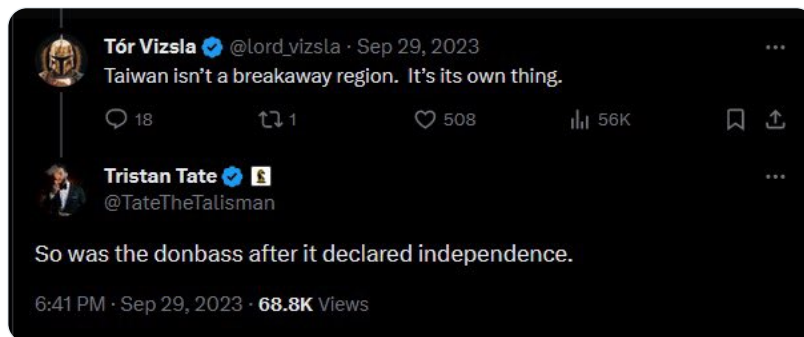 Tór Vizsla @lord_vizsla · Sep 29, 2023
Taiwan isn’t a breakaway region. It’s its own thing.
18 1 508 56K
Tristan Tate
@TateTheTalisman
So was the donbass after it declared independence.
6:41 PM · Sep 29, 2023 · 68.8K Views